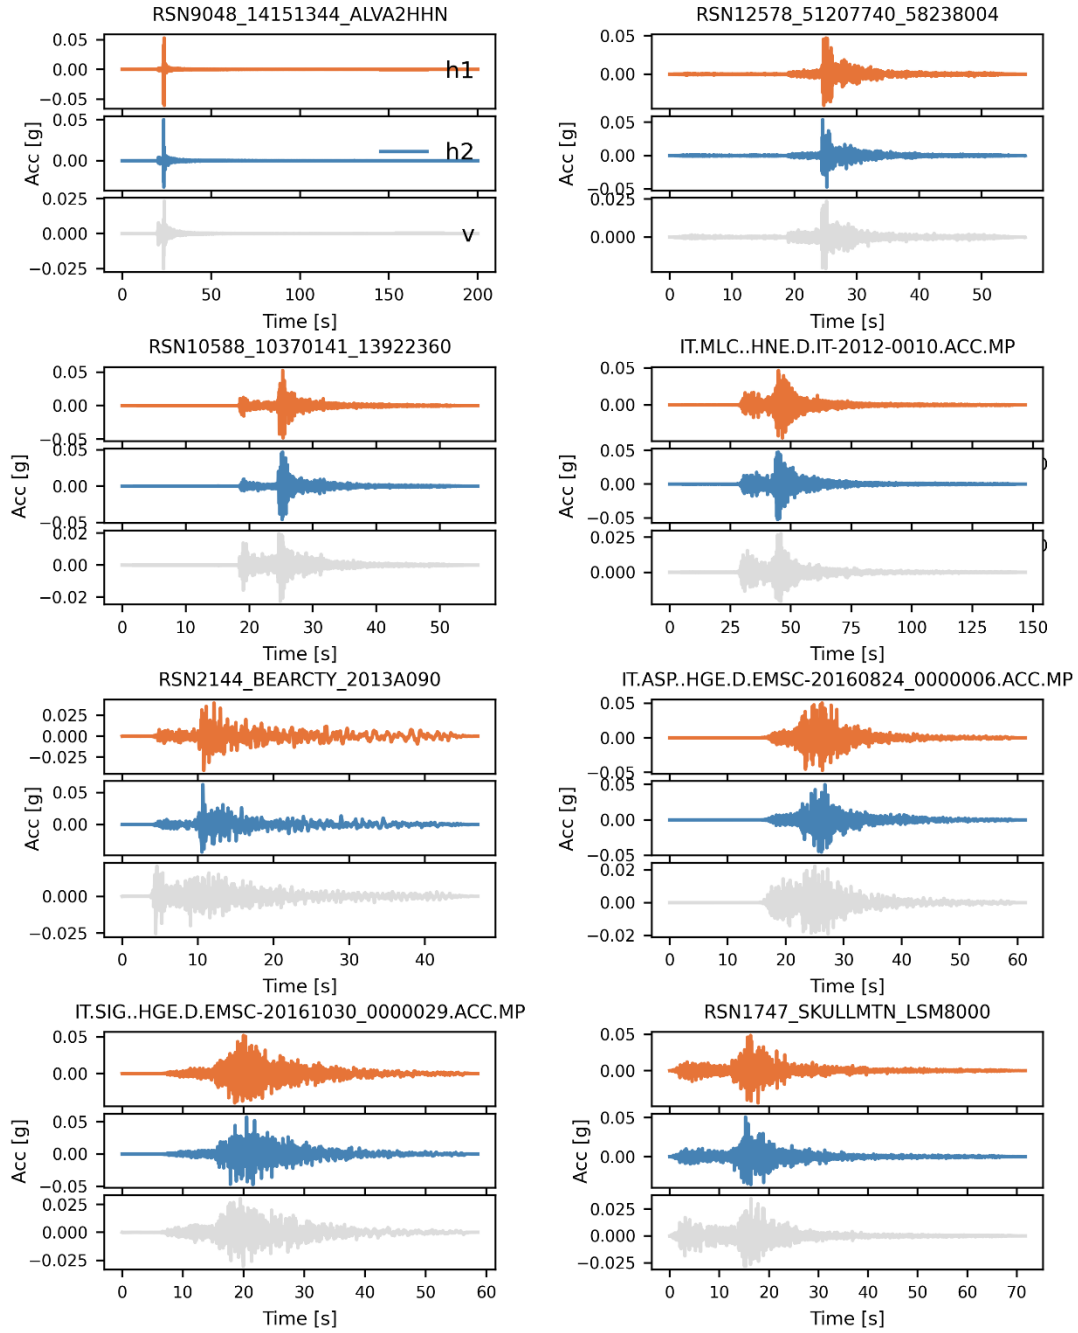 RSN9048_14151344_ALVA2HHN
0.05
0.00
−0.05
h1
0.05
0.00
h2
0.025
0.000
−0.025
v
Acc [g]
0 50 100 150 200
Time [s]
RSN12578_51207740_58238004
0.05
0.00
0.05
0.00
−0.05
0.025
0.000
Acc [g]
0 10 20 30 40 50
Time [s]
RSN10588_10370141_13922360
0.05
0.00
−0.05
0.05
0.00
−0.05
0.02
0.00
−0.02
Acc [g]
0 10 20 30 40 50
Time [s]
IT.MLC..HNE.D.IT-2012-0010.ACC.MP
0.05
0.00
0.05
0.00
−0.05
0.025
0.000
Acc [g]
0 25 50 75 100 125 150
Time [s]
RSN2144_BEARCTY_2013A090
0.025
0.000
−0.025
0.05
0.00
0.000
−0.025
Acc [g]
0 10 20 30 40
Time [s]
IT.ASP..HGE.D.EMSC-20160824_0000006.ACC.MP
0.05
0.00
−0.05
0.05
0.00
−0.05
0.02
0.00
−0.02
Acc [g]
0 10 20 30 40 50 60
Time [s]
IT.SIG..HGE.D.EMSC-20161030_0000029.ACC.MP
0.05
0.00
0.05
0.00
−0.05
0.025
0.000
−0.025
Acc [g]
0 10 20 30 40 50 60
Time [s]
RSN1747_SKULLMTN_LSM8000
0.05
0.00
0.05
0.00
0.025
0.000
−0.025
Acc [g]
0 10 20 30 40 50 60 70
Time [s]